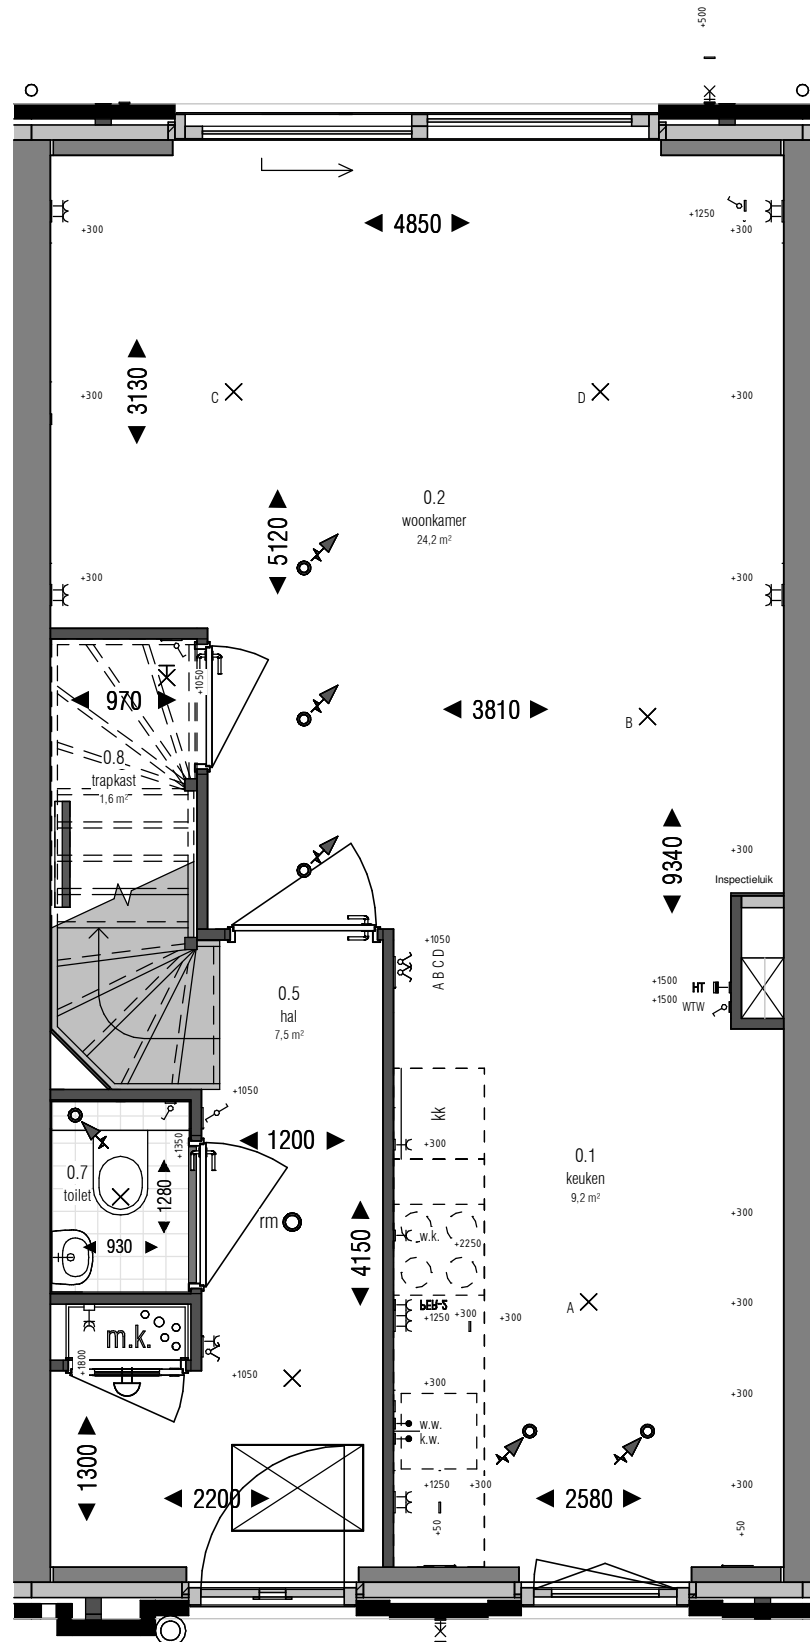 +500
+1250
4850
+300
+300
3130
+300
C
D
+300
0.2
woonkamer
24,2 m²
5120
+300
+300
+1050
970
3810
B
0.8
trapkast
1,6 m²
9340
+300
Inspectieluik
+1050
A B C D
+1500
HT
+1500
WTW
0.5
hal
7,5 m²
+1050
kk
+300
1200
+1350
0.1
keuken
9,2 m²
0.7
toilet
1280
930
rm
4150
+300
w.k.
+2250
PER-2
+1250
+300
+300
A
+300
m.k.
+1800
+1050
+300
+300
w.w.
k.w.
1300
2200
+1250
+300
2580
+300
+50
+50